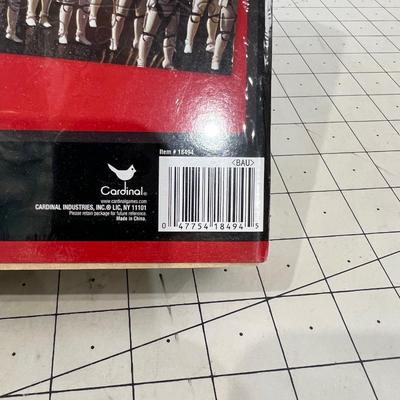 Item # 18494
<BAU>
Cardinal®
www.cardinalgames.com
CARDINAL INDUSTRIES, INC.® LIC, NY 11101
Please retain package for future reference.
Made in China.
0 47754 18494 5